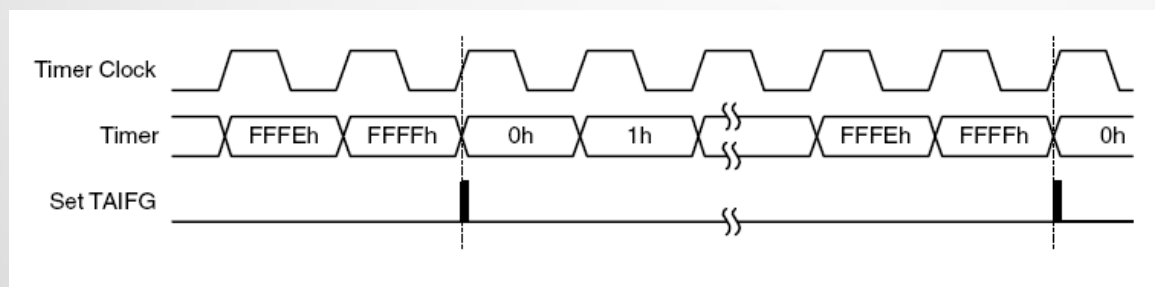 Timer Clock
Timer FFFEh FFFFh 0h 1h FFFEh FFFFh 0h
Set TAIFG